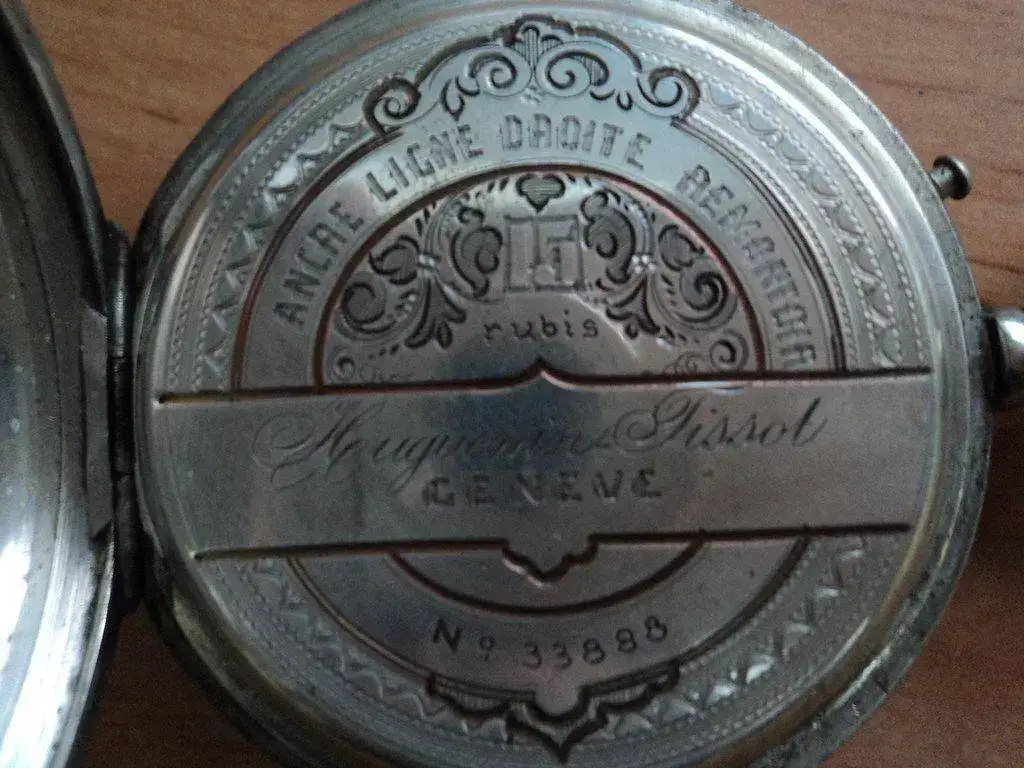 ANCRE LIGNE DROITE REMONTOIR
15
rubis
Huguenin & Tissot
GENEVE
Nº 33888